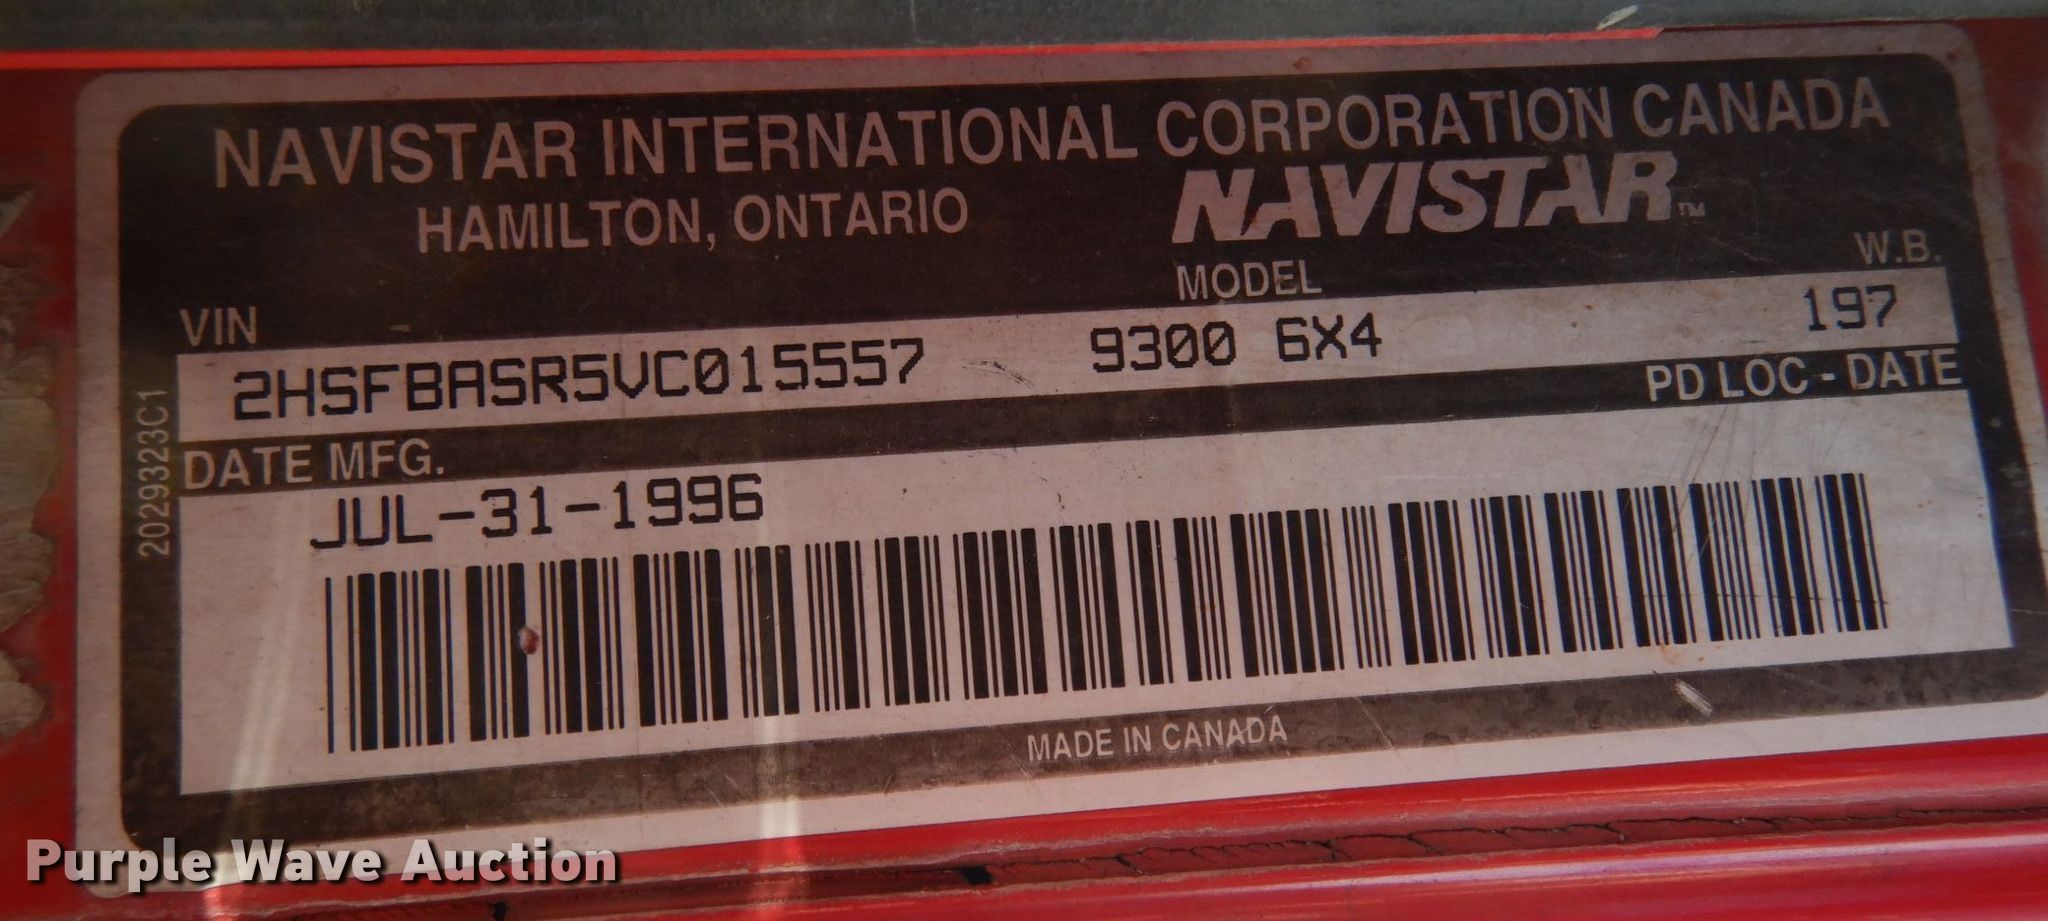 NAVISTAR INTERNATIONAL CORPORATION CANADA
HAMILTON, ONTARIO
NAVISTAR™
VIN MODEL W.B.
2HSFBASR5VC015557 9300 6X4 197
DATE MFG. PD LOC - DATE
JUL-31-1996
2029323C1
MADE IN CANADA
Purple Wave Auction